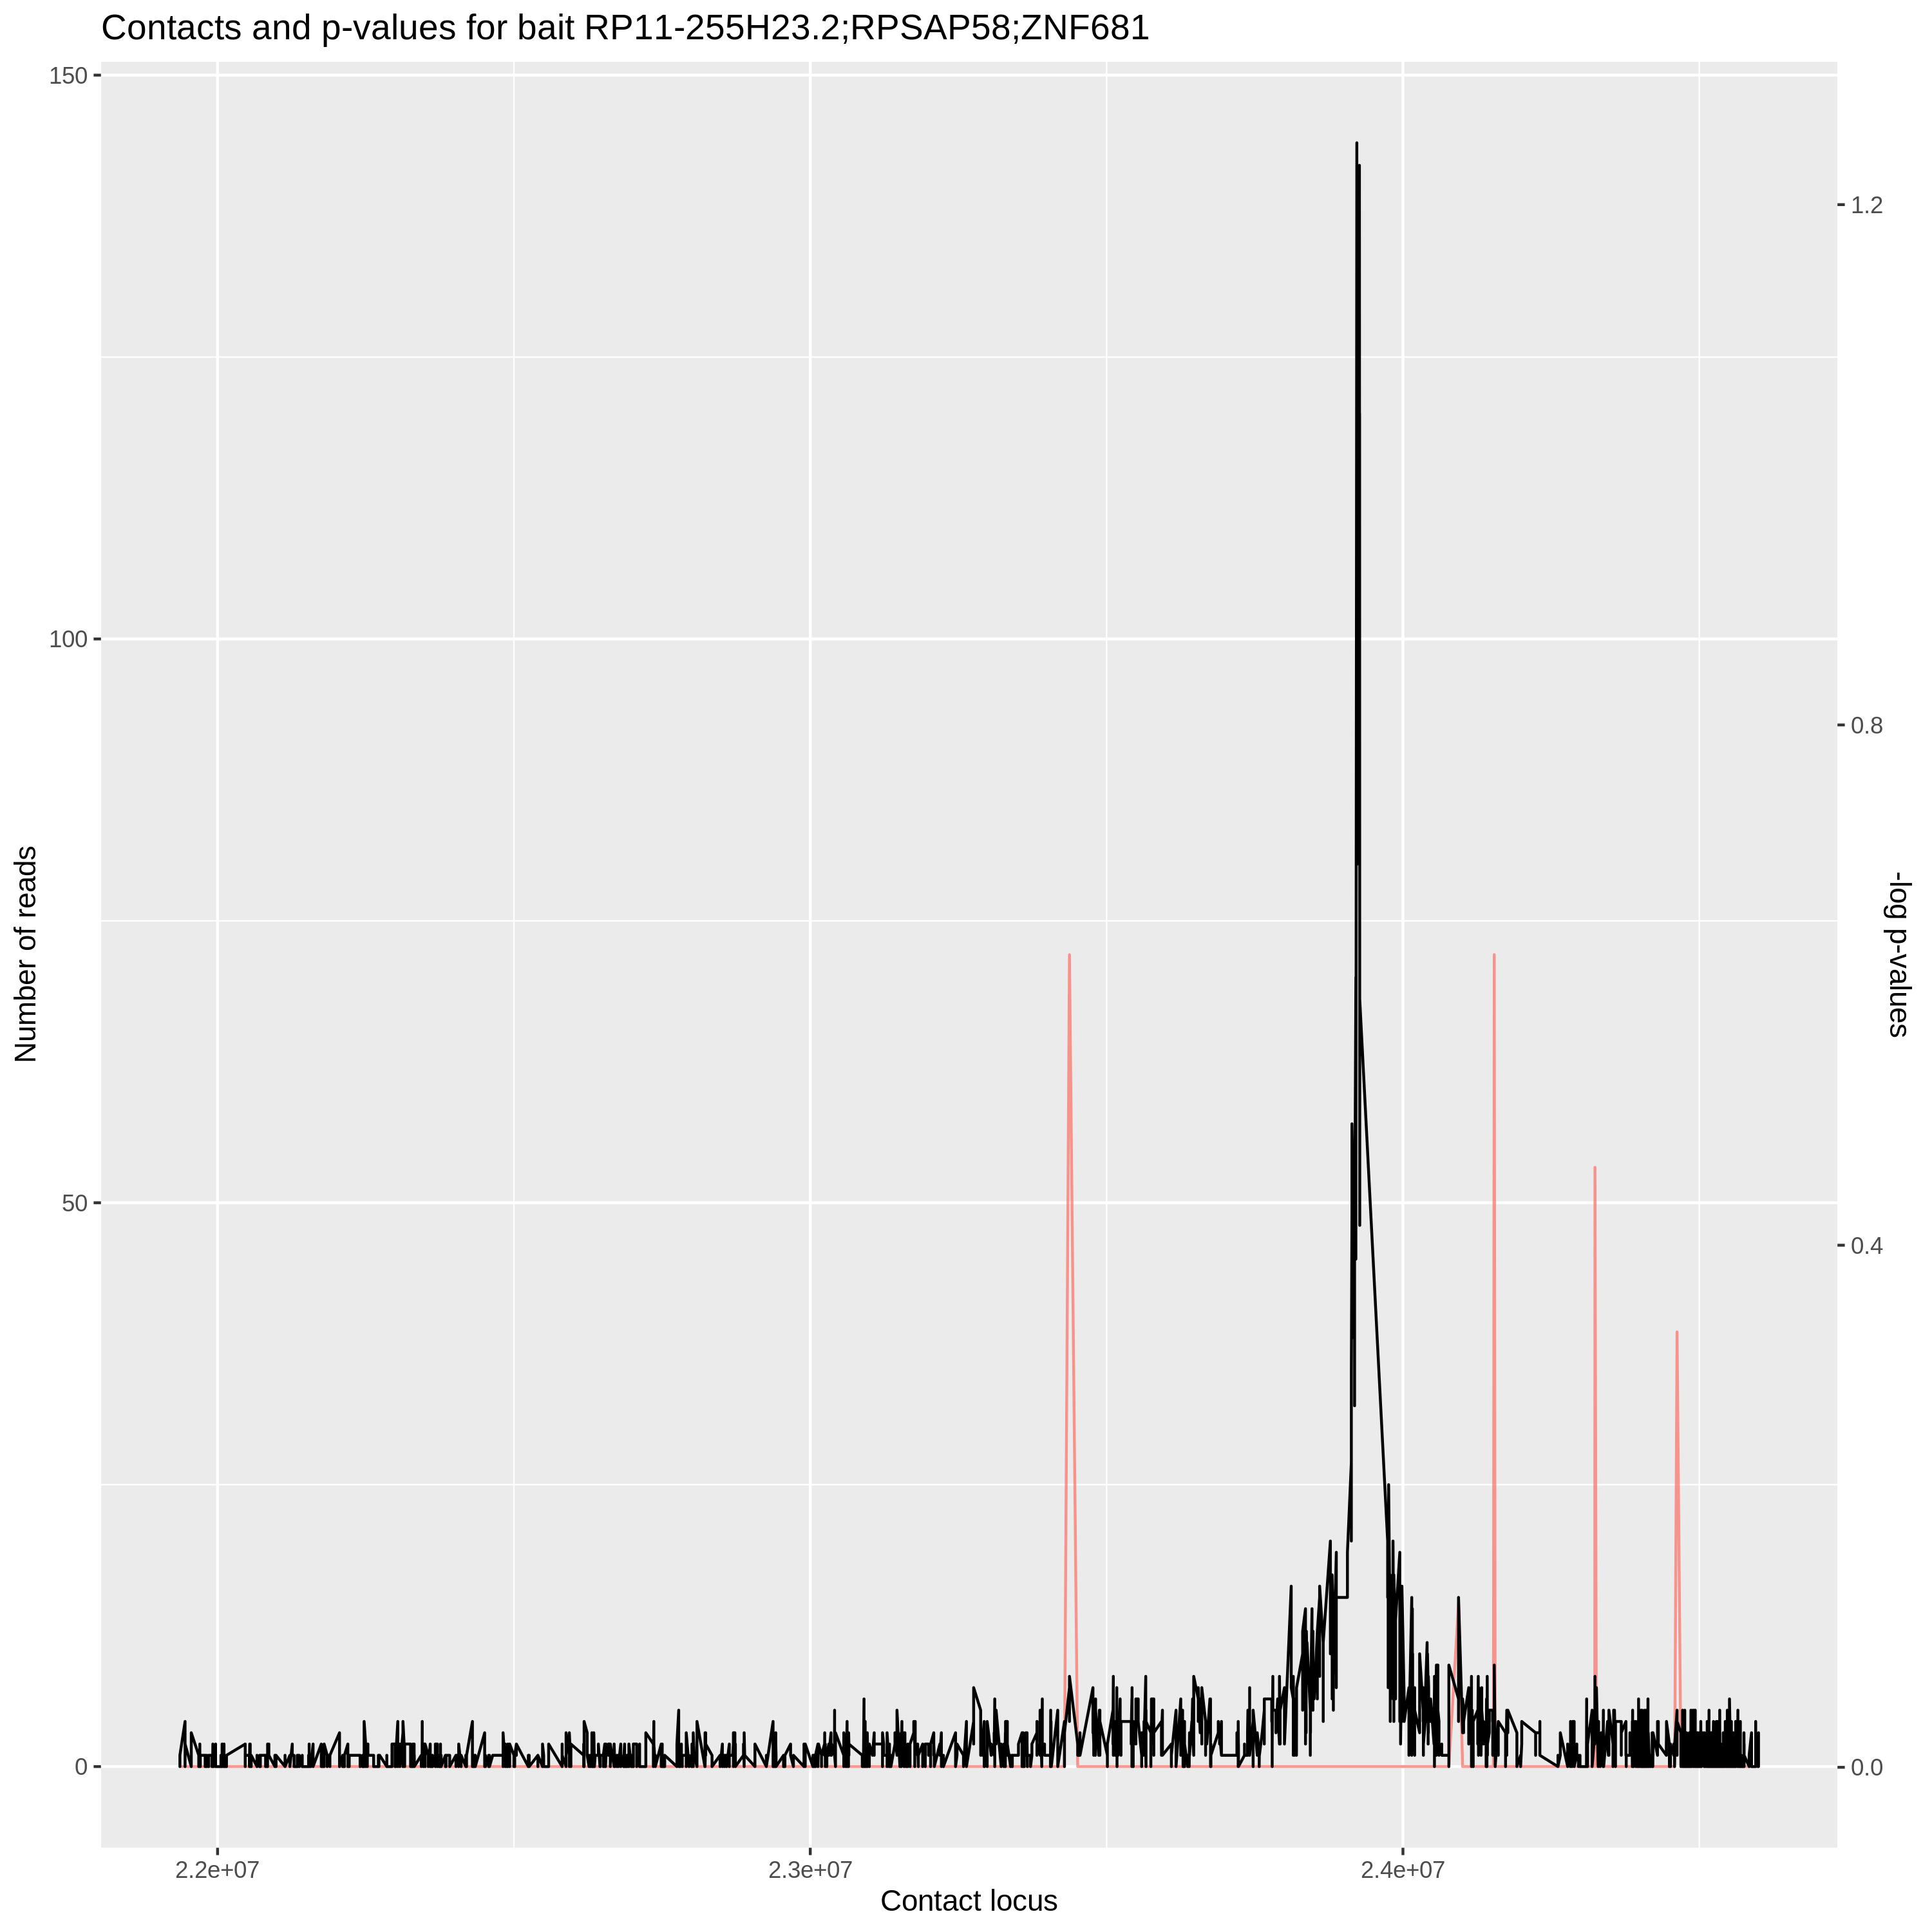 Contacts and p-values for bait RP11-255H23.2;RPSAP58;ZNF681
150
100
50
0
Number of reads
1.2
0.8
0.4
0.0
-log p-values
2.2e+07
2.3e+07
2.4e+07
Contact locus